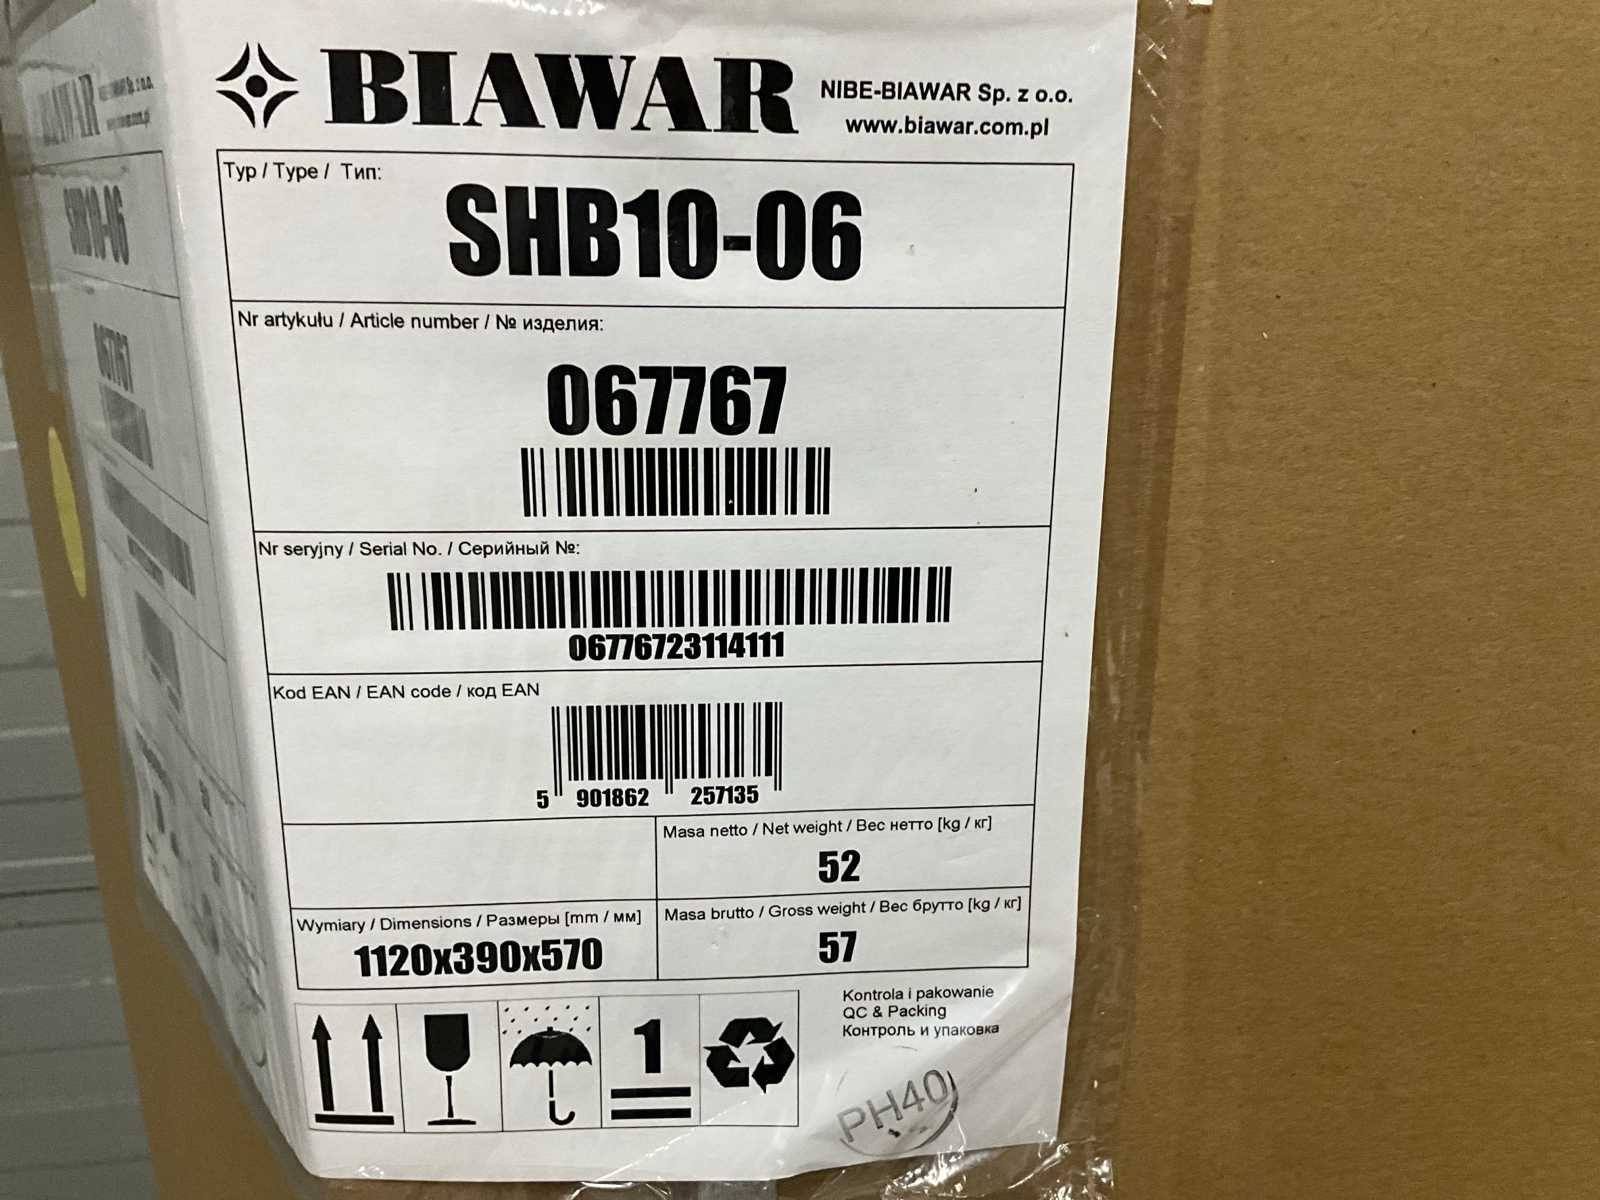 BIAWAR
NIBE-BIAWAR Sp. z o.o.
www.biawar.com.pl
Typ / Type / Тип:
SHB10-06
Nr artykułu / Article number / № изделия:
067767
Nr seryjny / Serial No. / Серийный №:
06776723114111
Kod EAN / EAN code / код EAN
5 901862 257135
Masa netto / Net weight / Вес нетто [kg / кг]
52
Wymiary / Dimensions / Размеры [mm / мм]
1120x390x570
Masa brutto / Gross weight / Вес брутто [kg / кг]
57
1
Kontrola i pakowanie
QC & Packing
Контроль и упаковка
PH40
BIAWAR
SHB10-06
067767